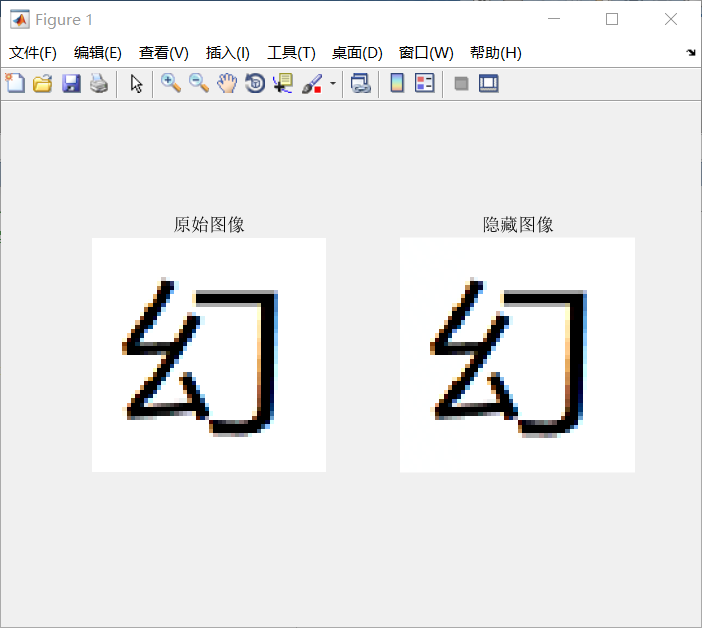 Figure 1
文件(F) 编辑(E) 查看(V) 插入(I) 工具(T) 桌面(D) 窗口(W) 帮助(H)
原始图像 隐藏图像
幻 幻